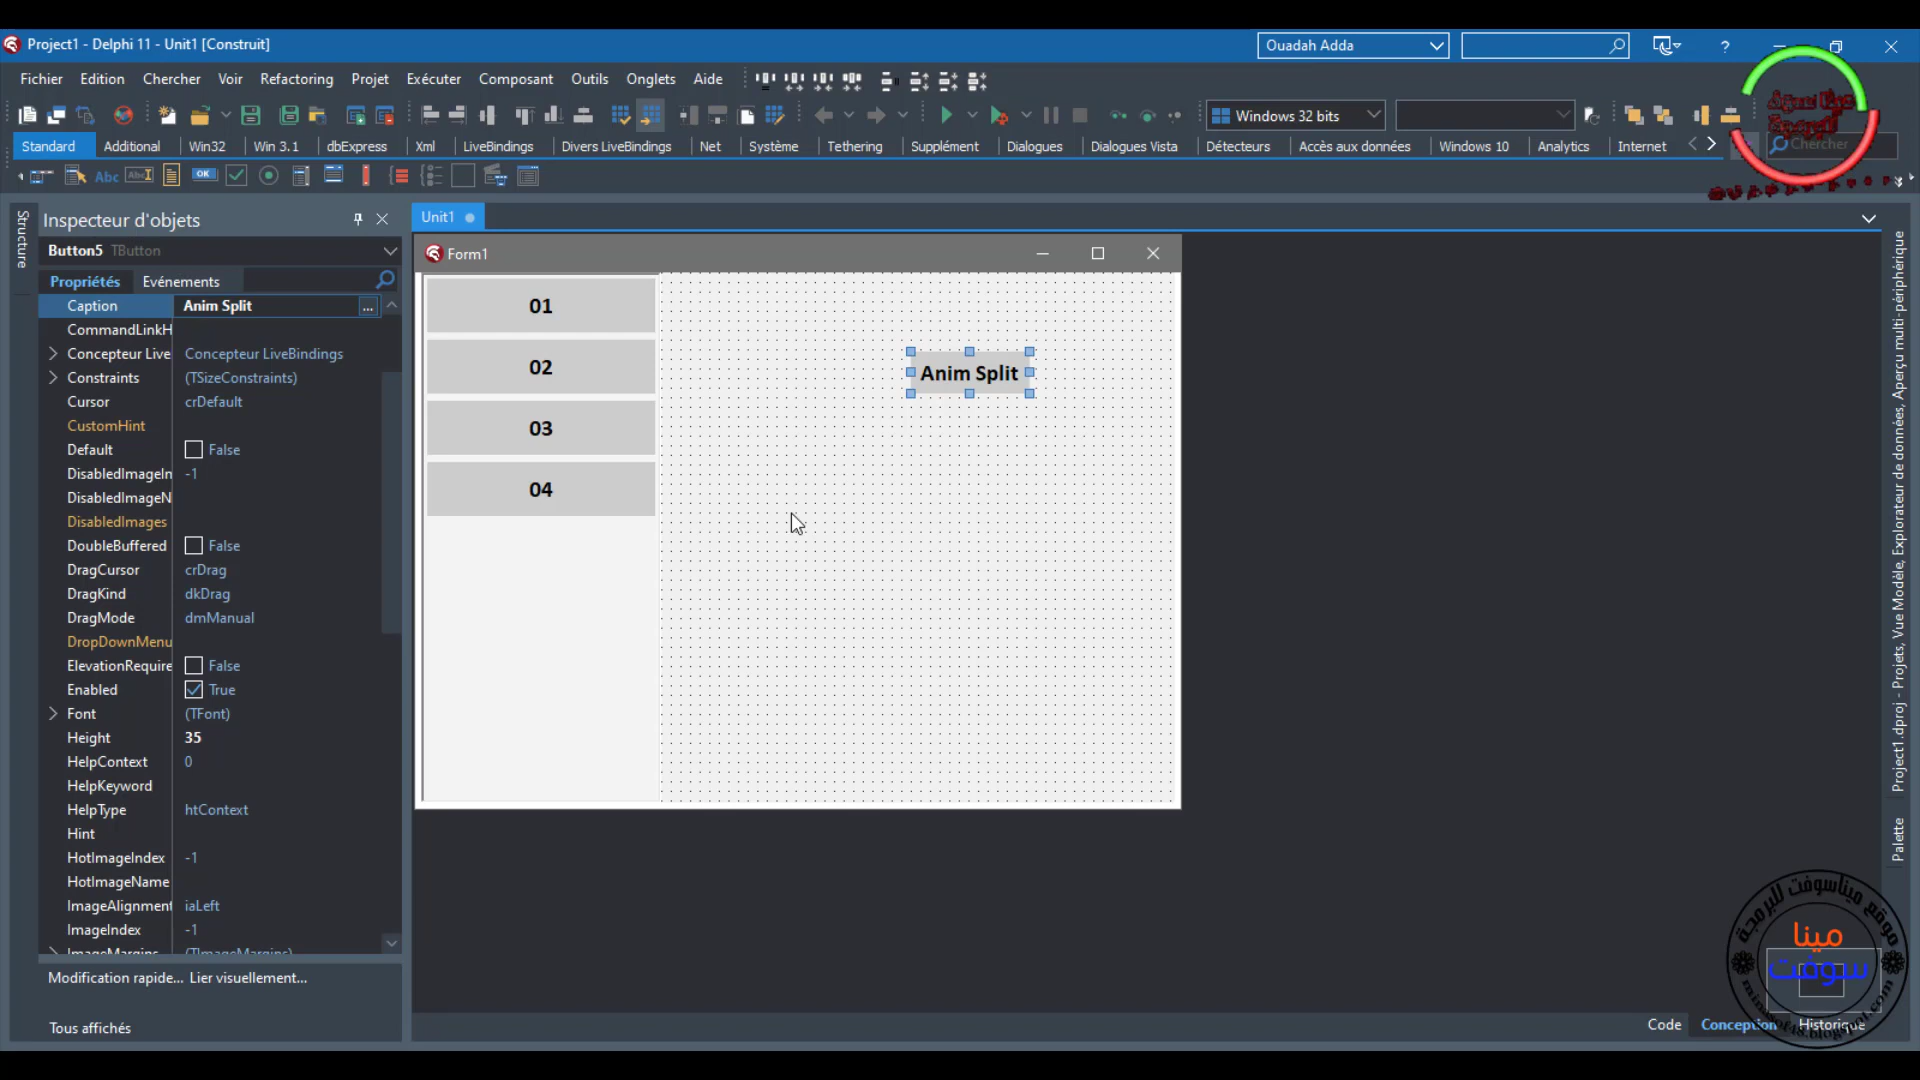 Project1 - Delphi 11 - Unit1 [Construit]
Ouadah Adda
Fichier Edition Chercher Voir Refactoring Projet Exécuter Composant Outils Onglets Aide
Windows 32 bits
Standard Additional Win32 Win 3.1 dbExpress Xml LiveBindings Divers LiveBindings Net Système Tethering Supplément Dialogues Dialogues Vista Détecteurs Accès aux données Windows 10 Analytics Internet
Chercher
Abc
OK
Structure
Inspecteur d'objets
Button5 TButton
Propriétés Evénements
Caption Anim Split ...
CommandLinkH
Concepteur Live Concepteur LiveBindings
Constraints (TSizeConstraints)
Cursor crDefault
CustomHint
Default False
DisabledImageIn -1
DisabledImageN
DisabledImages
DoubleBuffered False
DragCursor crDrag
DragKind dkDrag
DragMode dmManual
DropDownMenu
ElevationRequire False
Enabled True
Font (TFont)
Height 35
HelpContext 0
HelpKeyword
HelpType htContext
Hint
HotImageIndex -1
HotImageName
ImageAlignment iaLeft
ImageIndex -1
ImageMargins (TImageMargins)
Modification rapide... Lier visuellement...
Tous affichés
Unit1
Form1
01
02
03
04
Anim Split
Project1.dproj - Projets, Vue Modèle, Explorateur de données, Aperçu multi-périphérique
Palette
Code Conception Historique
موقع ميناسوفت للبرمجة
مينا
سوفت